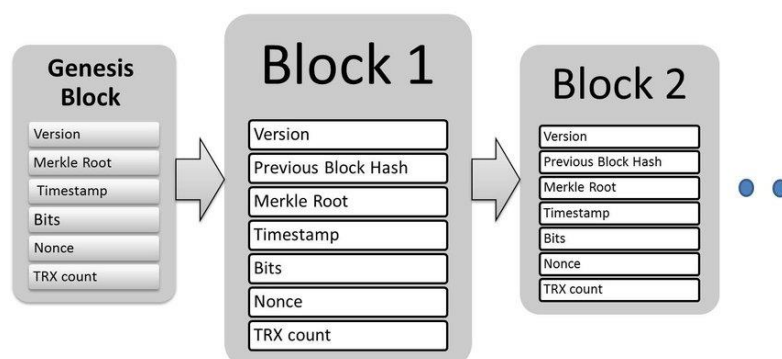 Genesis
Block
Version
Merkle Root
Timestamp
Bits
Nonce
TRX count
Block 1
Version
Previous Block Hash
Merkle Root
Timestamp
Bits
Nonce
TRX count
Block 2
Version
Previous Block Hash
Merkle Root
Timestamp
Bits
Nonce
TRX count